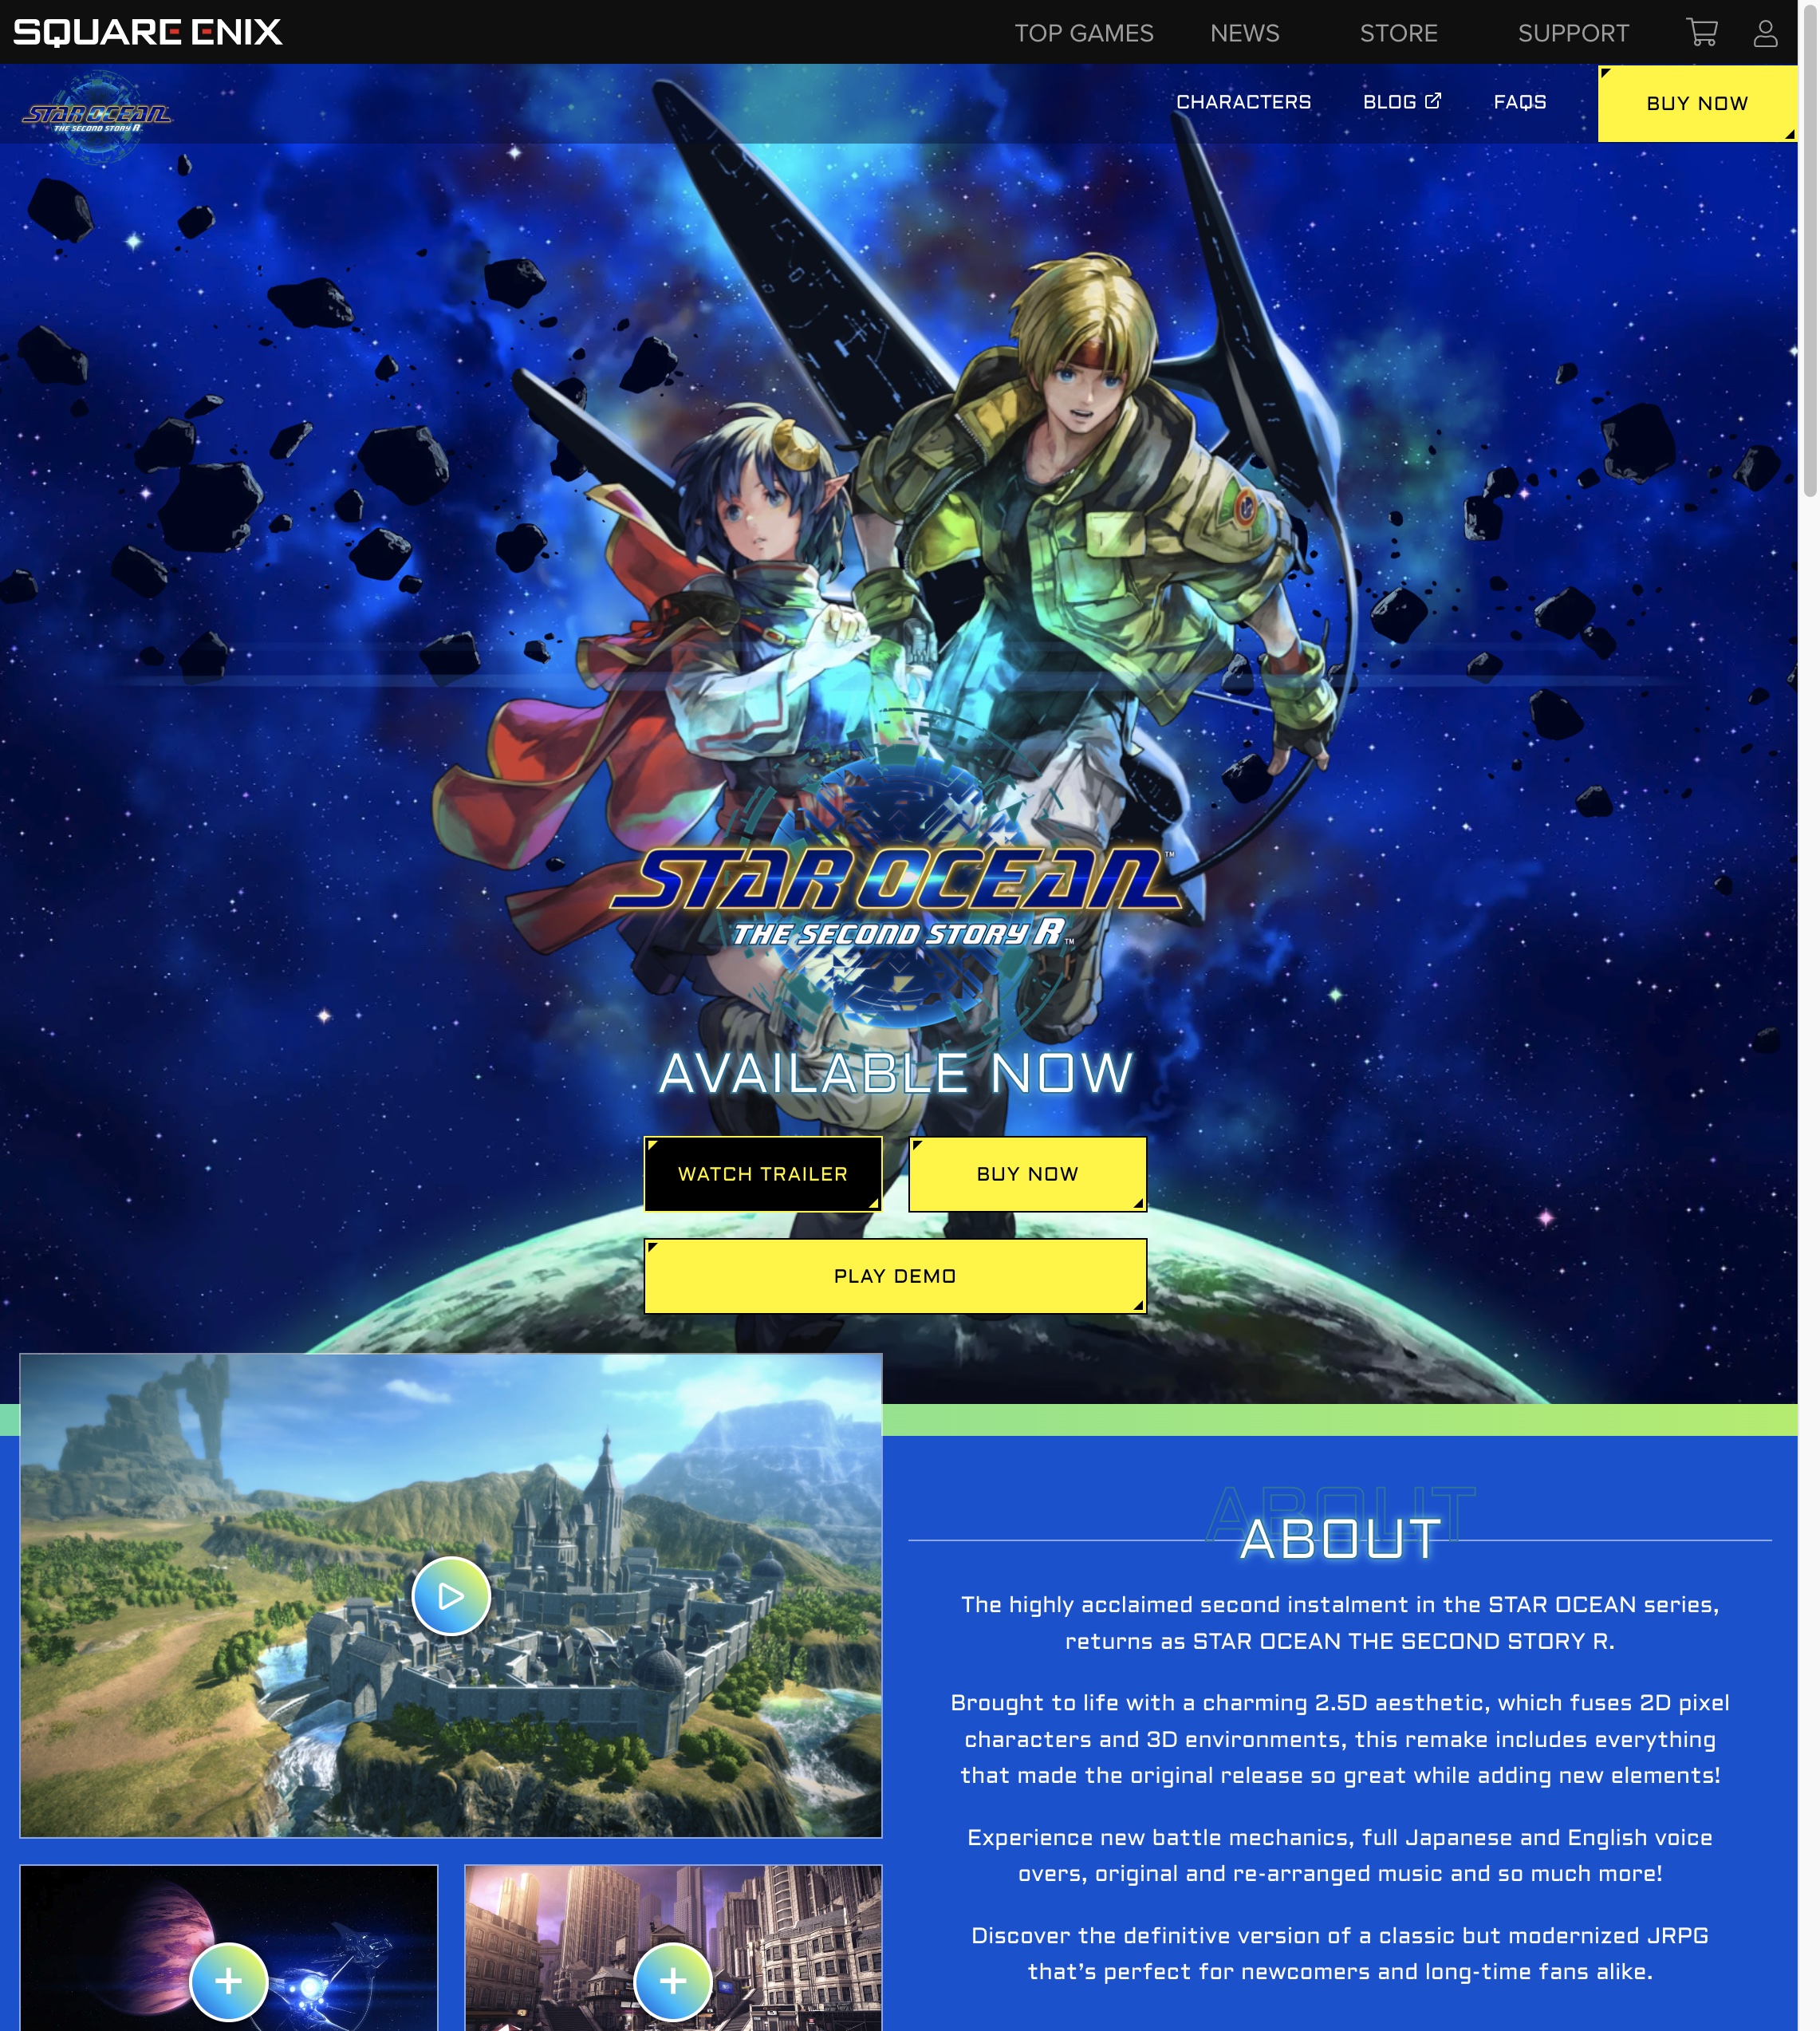 SQUARE ENIX
TOP GAMES
NEWS
STORE
SUPPORT
STAR OCEAN
THE SECOND STORY R
CHARACTERS
BLOG
FAQS
BUY NOW
STAR OCEAN™
THE SECOND STORY R™
AVAILABLE NOW
WATCH TRAILER
BUY NOW
PLAY DEMO
ABOUT
ABOUT
The highly acclaimed second instalment in the STAR OCEAN series,
returns as STAR OCEAN THE SECOND STORY R.
Brought to life with a charming 2.5D aesthetic, which fuses 2D pixel
characters and 3D environments, this remake includes everything
that made the original release so great while adding new elements!
Experience new battle mechanics, full Japanese and English voice
overs, original and re-arranged music and so much more!
Discover the definitive version of a classic but modernized JRPG
that’s perfect for newcomers and long-time fans alike.